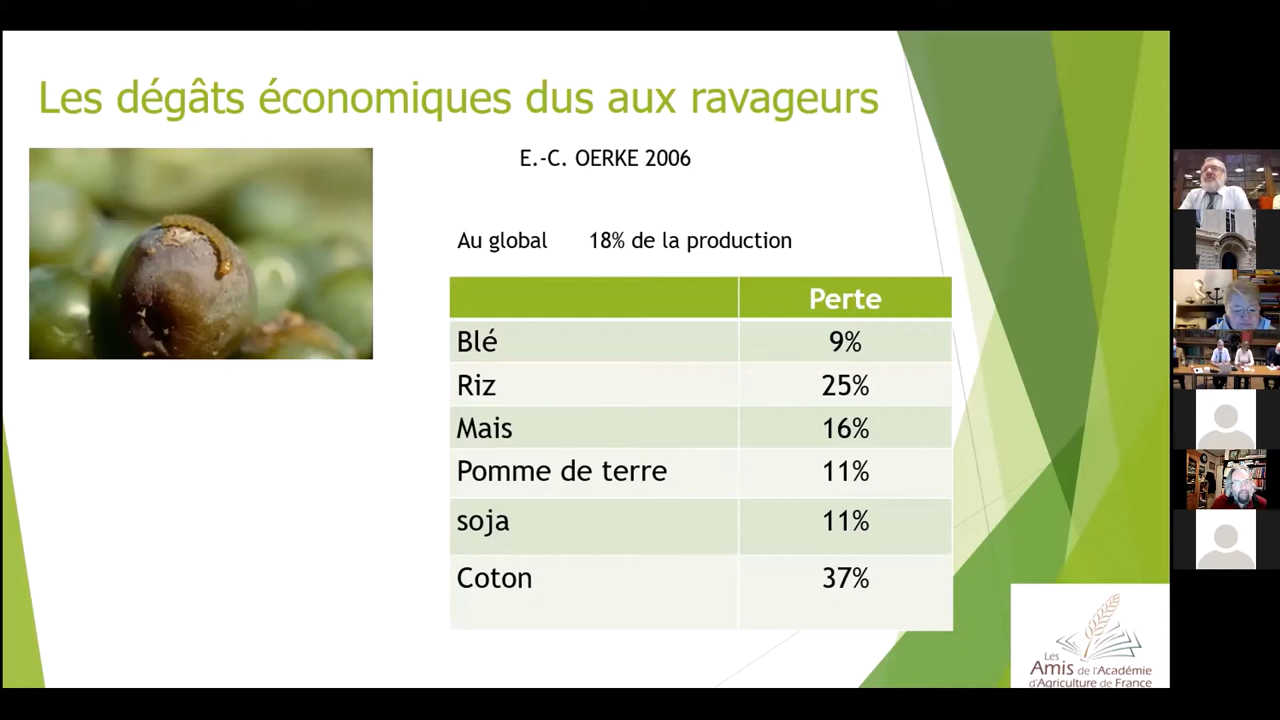 Les dégâts économiques dus aux ravageurs
E.-C. OERKE 2006
Au global 18% de la production
Perte
Blé 9%
Riz 25%
Mais 16%
Pomme de terre 11%
soja 11%
Coton 37%
Les
Amis de l'Académie
d'Agriculture de France